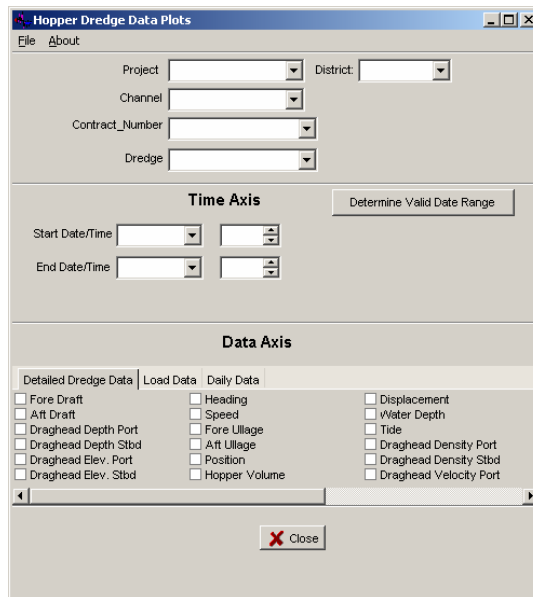 Hopper Dredge Data Plots
File About
Project District:
Channel
Contract_Number
Dredge
Time Axis Determine Valid Date Range
Start Date/Time
End Date/Time
Data Axis
Detailed Dredge Data Load Data Daily Data
Fore Draft Heading Displacement
Aft Draft Speed Water Depth
Draghead Depth Port Fore Ullage Tide
Draghead Depth Stbd Aft Ullage Draghead Density Port
Draghead Elev. Port Position Draghead Density Stbd
Draghead Elev. Stbd Hopper Volume Draghead Velocity Port
Close